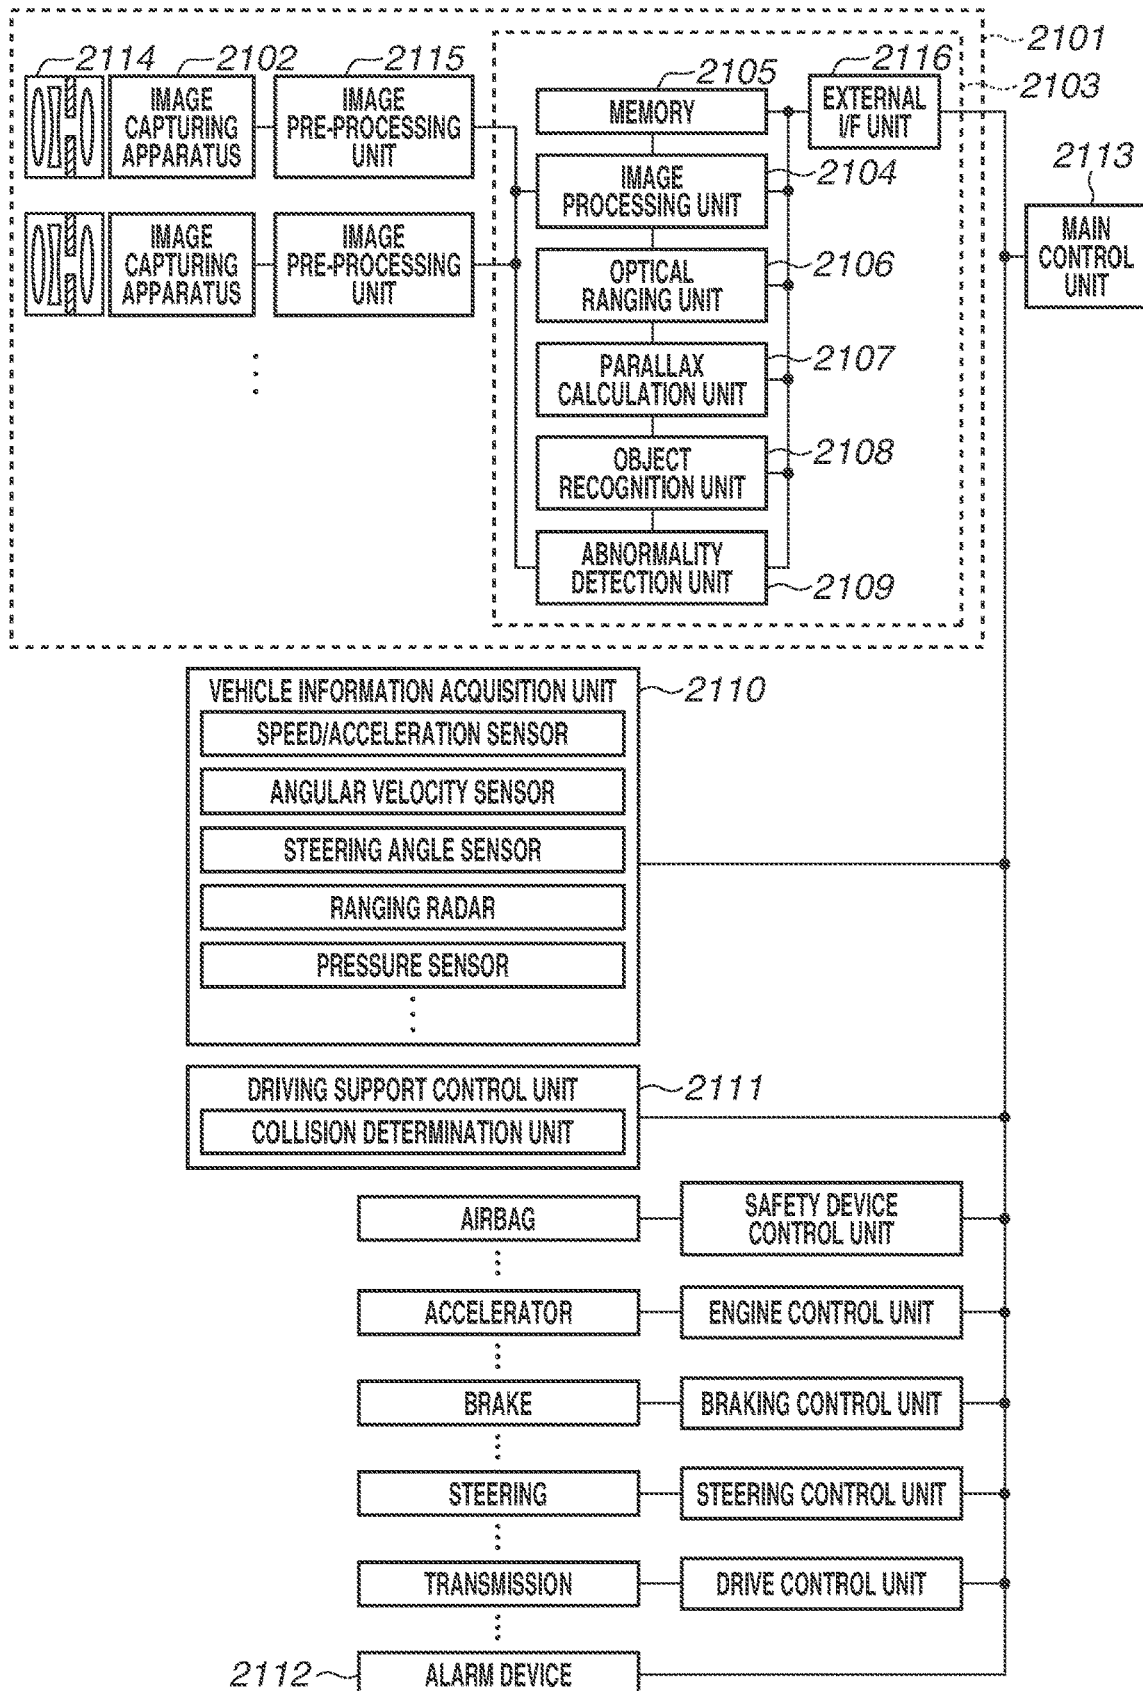 2101
2114
2102
2115
2105
2116
2103
IMAGE
CAPTURING
APPARATUS
IMAGE
PRE-PROCESSING
UNIT
MEMORY
EXTERNAL
I/F UNIT
2113
IMAGE
PROCESSING UNIT
2104
MAIN
CONTROL
UNIT
IMAGE
CAPTURING
APPARATUS
IMAGE
PRE-PROCESSING
UNIT
OPTICAL
RANGING UNIT
2106
PARALLAX
CALCULATION UNIT
2107
OBJECT
RECOGNITION UNIT
2108
ABNORMALITY
DETECTION UNIT
2109
VEHICLE INFORMATION ACQUISITION UNIT
2110
SPEED/ACCELERATION SENSOR
ANGULAR VELOCITY SENSOR
STEERING ANGLE SENSOR
RANGING RADAR
PRESSURE SENSOR
DRIVING SUPPORT CONTROL UNIT
2111
COLLISION DETERMINATION UNIT
AIRBAG
SAFETY DEVICE
CONTROL UNIT
ACCELERATOR
ENGINE CONTROL UNIT
BRAKE
BRAKING CONTROL UNIT
STEERING
STEERING CONTROL UNIT
TRANSMISSION
DRIVE CONTROL UNIT
2112
ALARM DEVICE